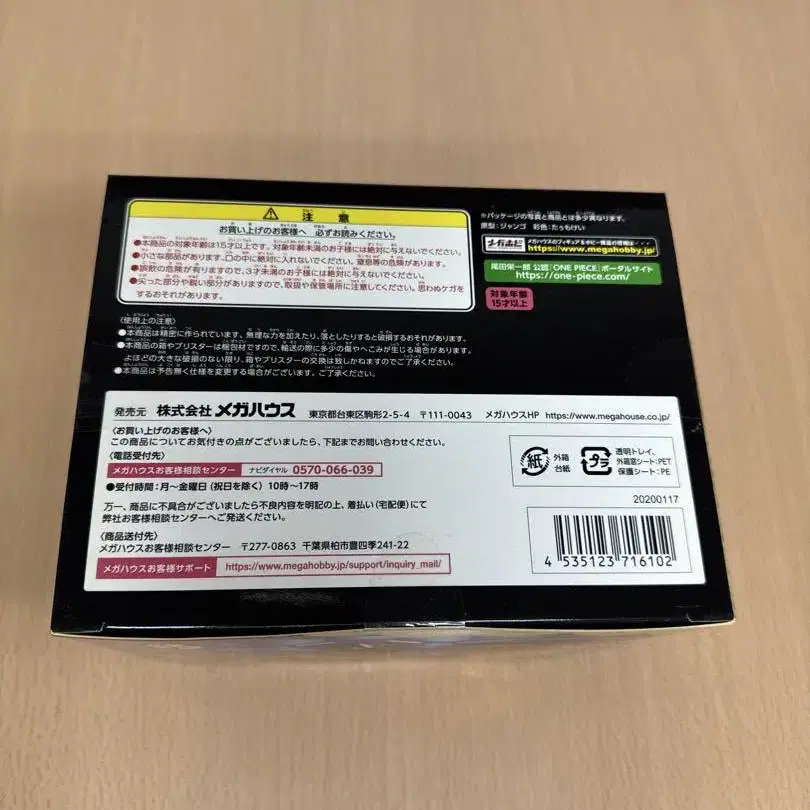 注 意
お買い上げのお客様へ 必ずお読みください。
●本商品の対象年齢は15才以上です。対象年齢未満のお子様には絶対に与えないでください。
●小さな部品があります。口の中に絶対に入れないでください。窒息等の危険があります。
●誤飲の危険が有りますので、3才未満のお子様には絶対に与えないでください。
●尖った部分や鋭い部分がありますので、取扱や保管場所に注意してください。思わぬケガをするおそれがあります。
〈使用上の注意〉
●本商品は精密に作られています。無理な力を加えたり、落としたりすると破損するおそれがあります。
●本商品の箱やブリスターは梱包材ですので、輸送の際に多少の傷やへこみが生じる場合があります。
よほどの大きな破損のない限り、箱やブリスターの交換は致しかねますのでご了承ください。
●本商品は予告無く仕様を変更する場合がございます。ご了承ください。
※パッケージの写真と商品とは多少異なります。
原型:ジャンゴ 彩色:たぅもけい
メガホビ メガハウスのフィギュア&ホビー商品の情報は・・・
https://www.megahobby.jp/
尾田栄一郎 公認「ONE PIECE」ポータルサイト
https://one-piece.com/
対象年齢
15才以上
発売元 株式会社 メガハウス 東京都台東区駒形2-5-4 〒111-0043 メガハウスHP https://www.megahouse.co.jp/
〈お買い上げのお客様へ〉
この商品についてお気付きの点がございましたら、下記までお問い合わせください。
〈電話受付先〉
メガハウスお客様相談センター ナビダイヤル 0570-066-039
●受付時間:月〜金曜日(祝日を除く)10時〜17時
万一、商品に不具合がございましたら不良内容を明記の上、着払い(宅配便)にて
弊社お客様相談センターへご発送ください。
〈商品送付先〉
メガハウスお客様相談センター 〒277-0863 千葉県柏市豊四季241-22
メガハウスお客様サポート https://www.megahobby.jp/support/inquiry_mail/
紙 外箱
台紙
プラ 透明トレイ、
外箱窓シート:PET
保護シート:PE
20200117
4 535123 716102